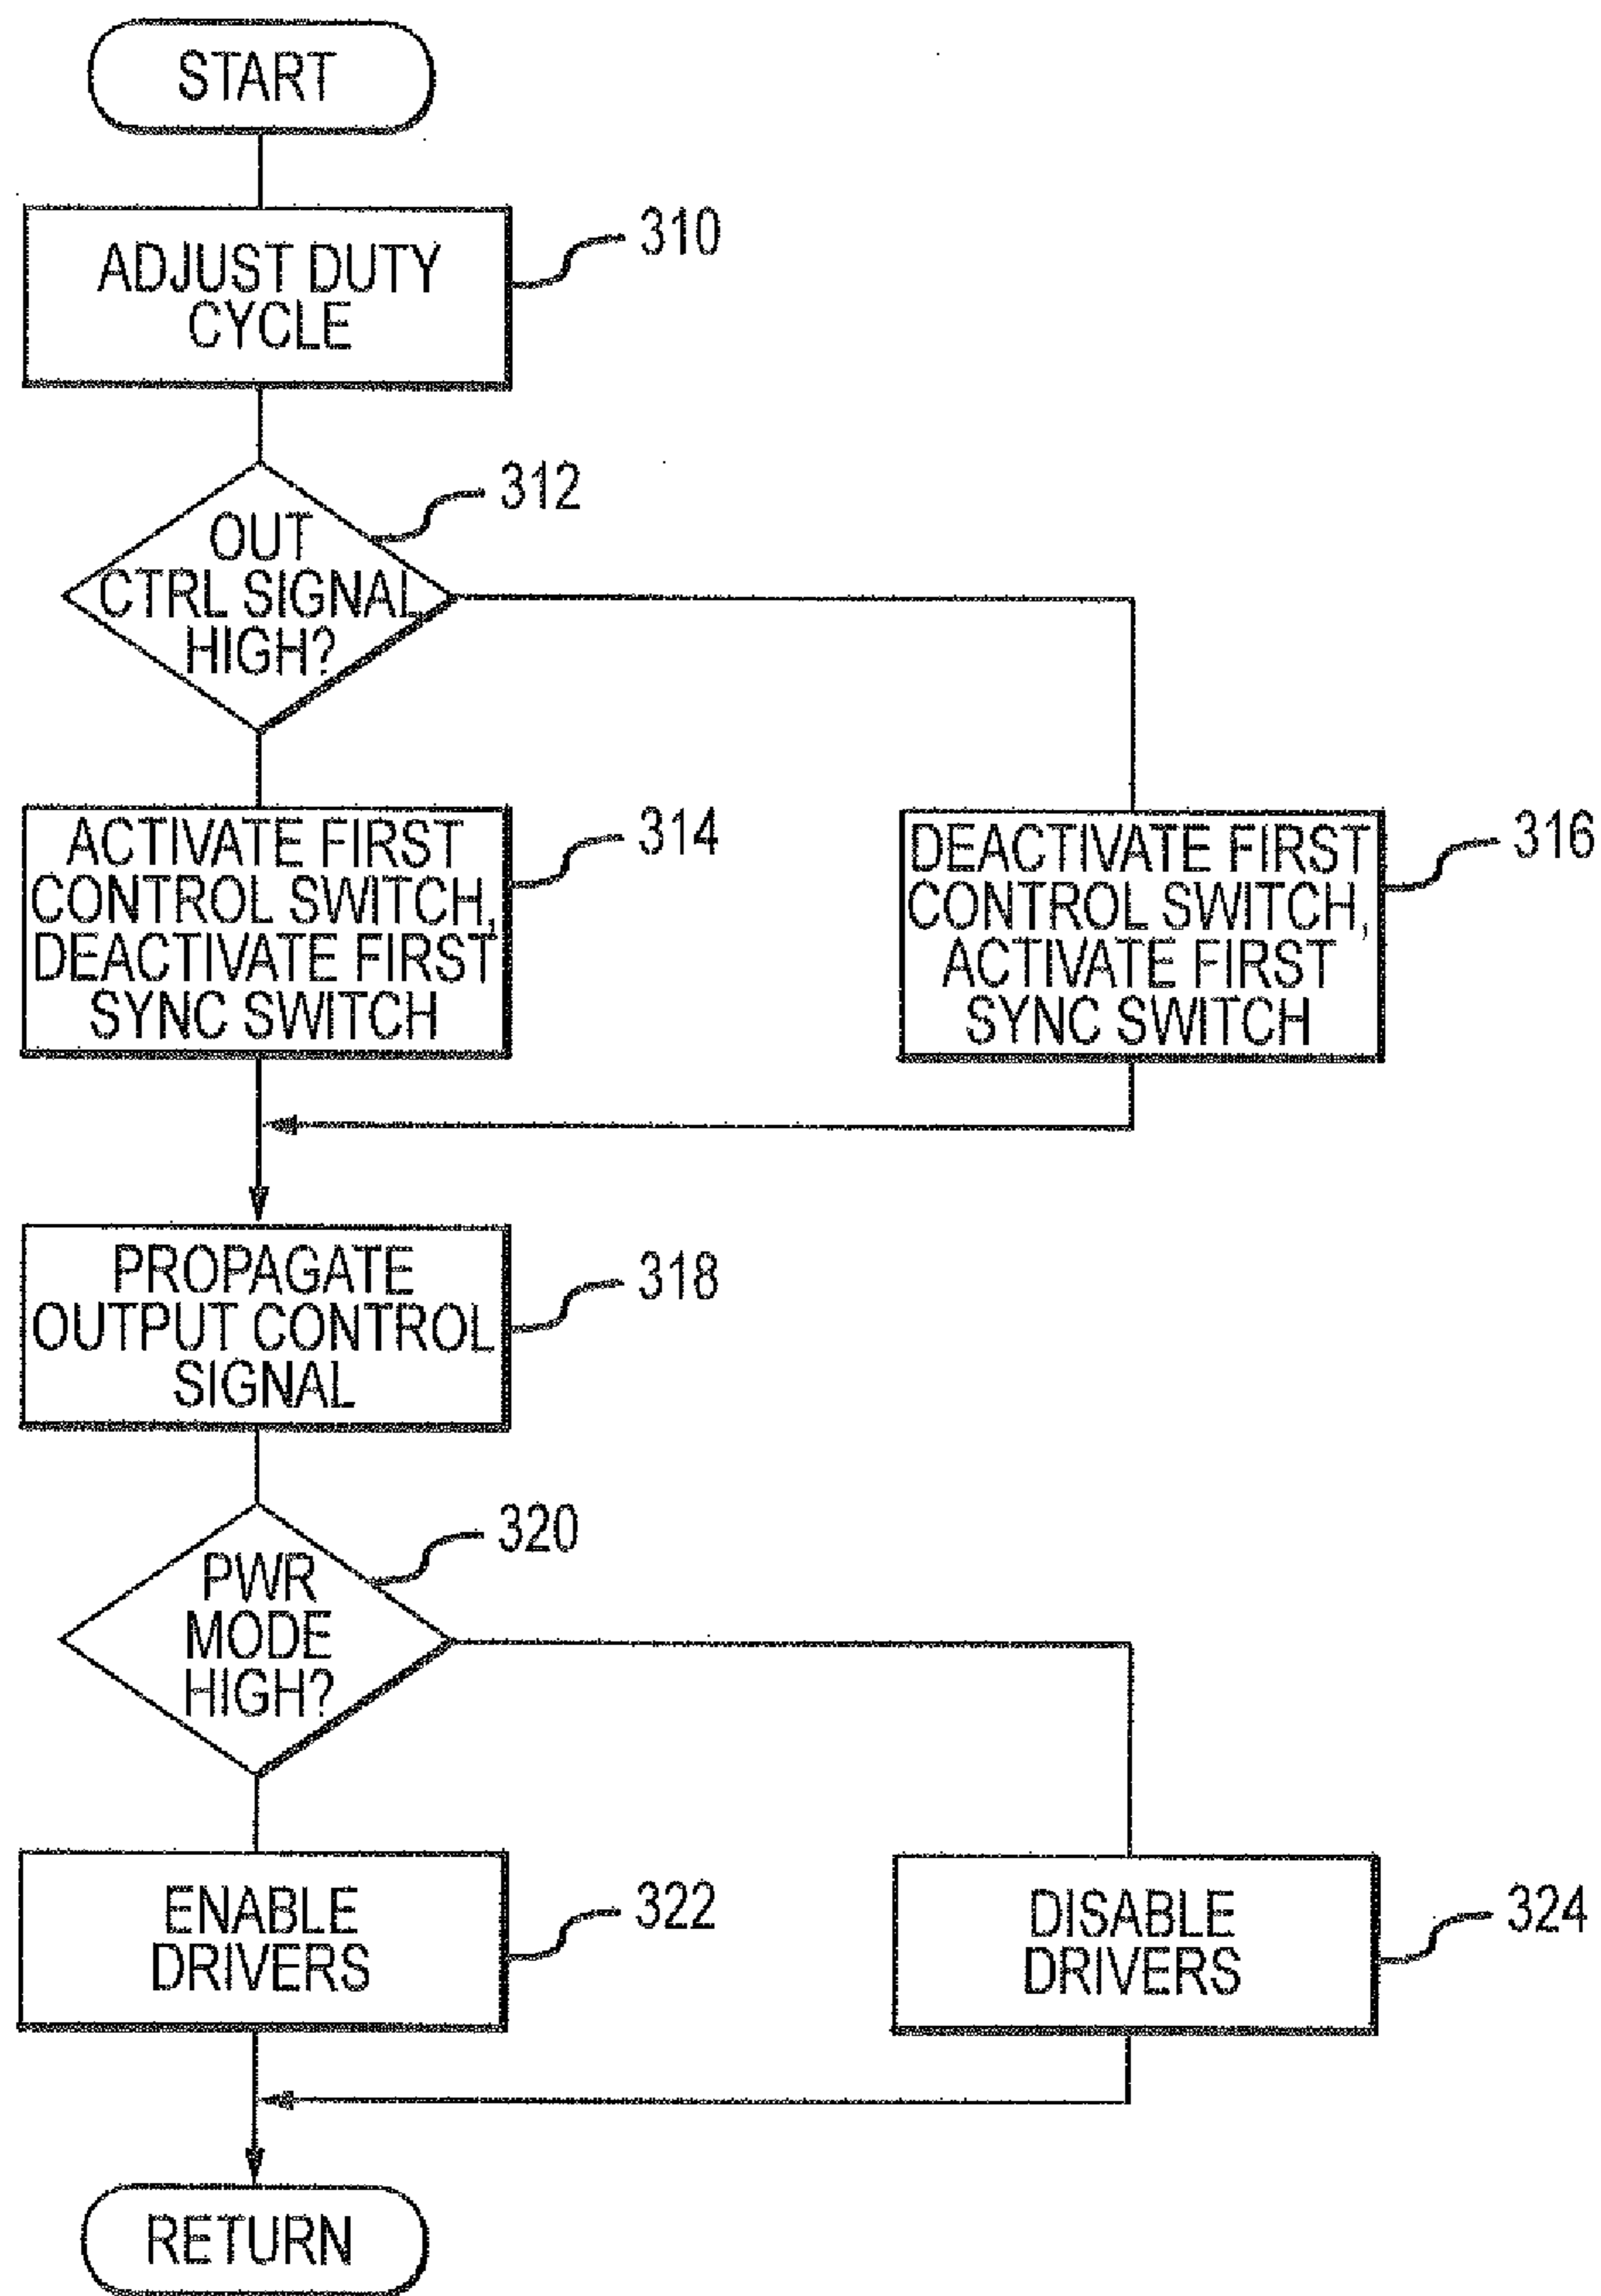 START
ADJUST DUTY
CYCLE
310
OUT
CTRL SIGNAL
HIGH?
312
ACTIVATE FIRST
CONTROL SWITCH,
DEACTIVATE FIRST
SYNC SWITCH
314
DEACTIVATE FIRST
CONTROL SWITCH,
ACTIVATE FIRST
SYNC SWITCH
316
PROPAGATE
OUTPUT CONTROL
SIGNAL
318
PWR
MODE
HIGH?
320
ENABLE
DRIVERS
322
DISABLE
DRIVERS
324
RETURN